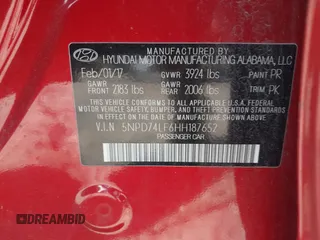 HYUNDAI MOTOR MANUFACTURING ALABAMA, LLC
Feb/01/17 GVWR 3924 lbs PAINT PR
GAWR FRONT 2183 lbs GAWR REAR 2006 lbs TRIM PK
THIS VEHICLE CONFORMS TO ALL APPLICABLE U.S. FEDERAL MOTOR
VEHICLE SAFETY, BUMPER, AND THEFT PREVENTION STANDARDS
IN EFFECT ON THE DATE OF MANUFACTURE SHOWN ABOVE.
V.I.N 5NPD74LF6HH187652
PASSENGER CAR
DREAMBID